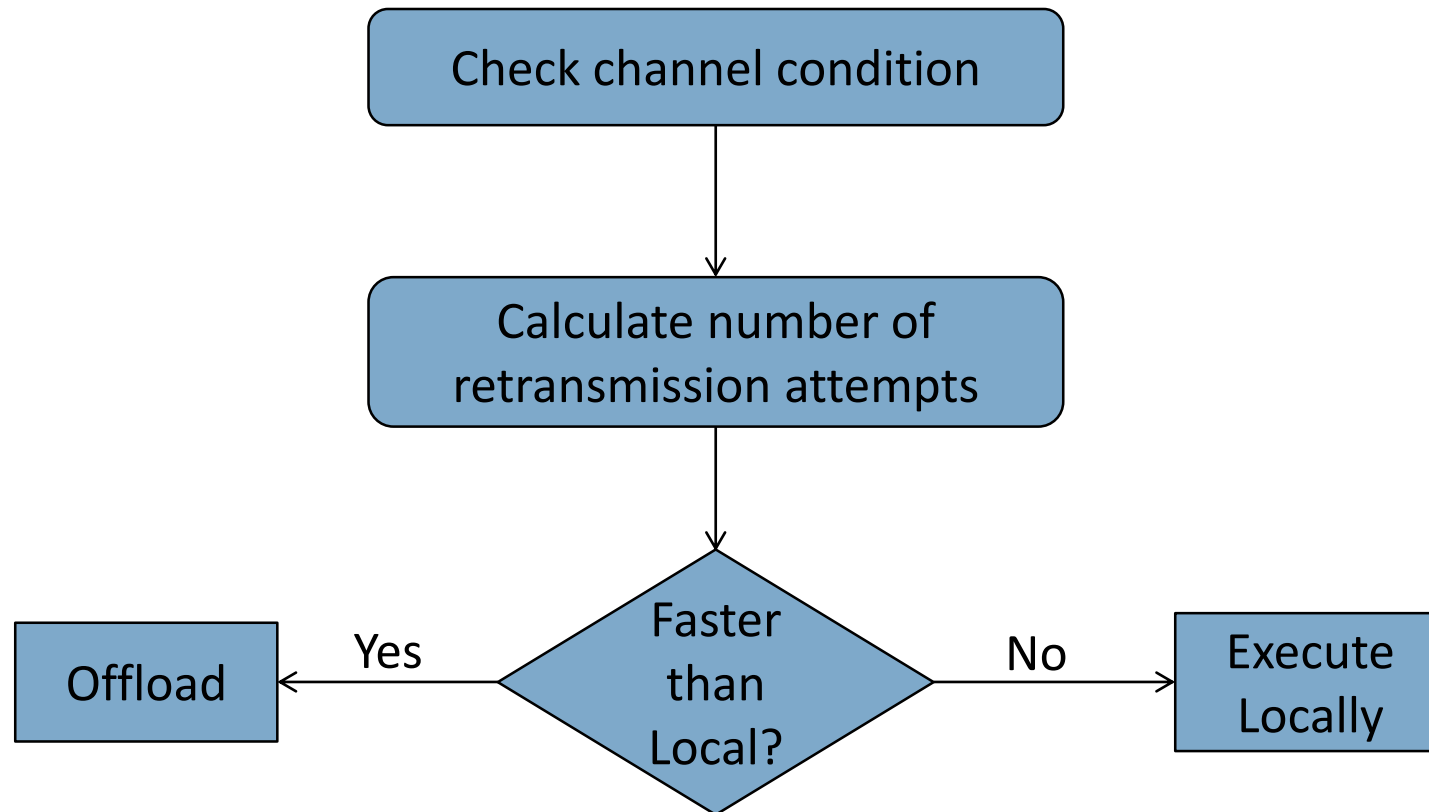 Check channel condition
Calculate number of
retransmission attempts
Faster
than
Local?
Yes
No
Offload
Execute
Locally